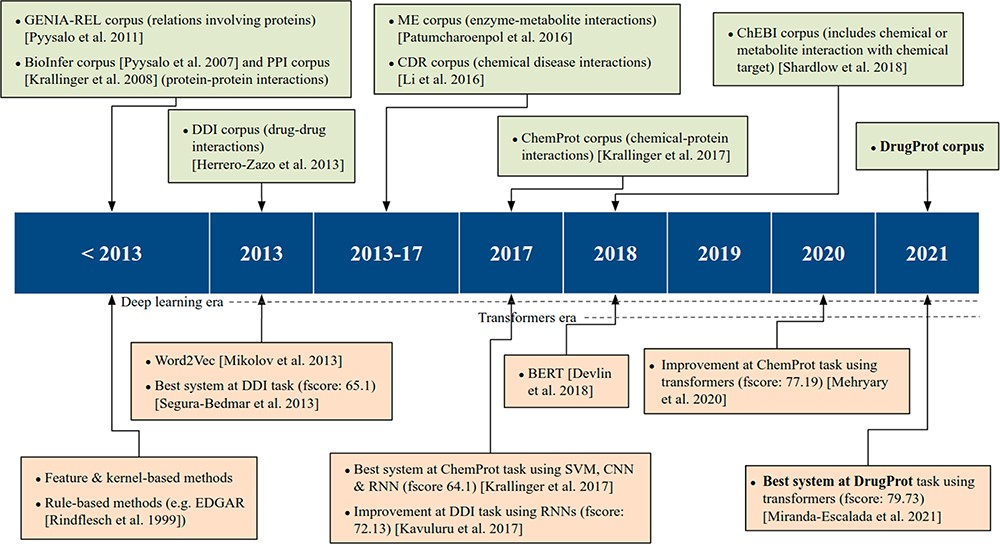 • GENIA-REL corpus (relations involving proteins)
[Pyysalo et al. 2011]
• BioInfer corpus [Pyysalo et al. 2007] and PPI corpus
[Krallinger et al. 2008] (protein-protein interactions)
• ME corpus (enzyme-metabolite interactions)
[Patumcharoenpol et al. 2016]
• CDR corpus (chemical disease interactions)
[Li et al. 2016]
• ChEBI corpus (includes chemical or
metabolite interaction with chemical
target) [Shardlow et al. 2018]
• DDI corpus (drug-drug
interactions)
[Herrero-Zazo et al. 2013]
• ChemProt corpus (chemical-protein
interactions) [Krallinger et al. 2017]
• DrugProt corpus
< 2013
2013
2013-17
2017
2018
2019
2020
2021
Deep learning era
Transformers era
• Word2Vec [Mikolov et al. 2013]
• Best system at DDI task (fscore: 65.1)
[Segura-Bedmar et al. 2013]
• BERT [Devlin
et al. 2018]
• Improvement at ChemProt task using
transformers (fscore: 77.19) [Mehryary
et al. 2020]
• Feature & kernel-based methods
• Rule-based methods (e.g. EDGAR
[Rindflesch et al. 1999])
• Best system at ChemProt task using SVM, CNN
& RNN (fscore 64.1) [Krallinger et al. 2017]
• Improvement at DDI task using RNNs (fscore:
72.13) [Kavuluru et al. 2017]
• Best system at DrugProt task using
transformers (fscore: 79.73)
[Miranda-Escalada et al. 2021]